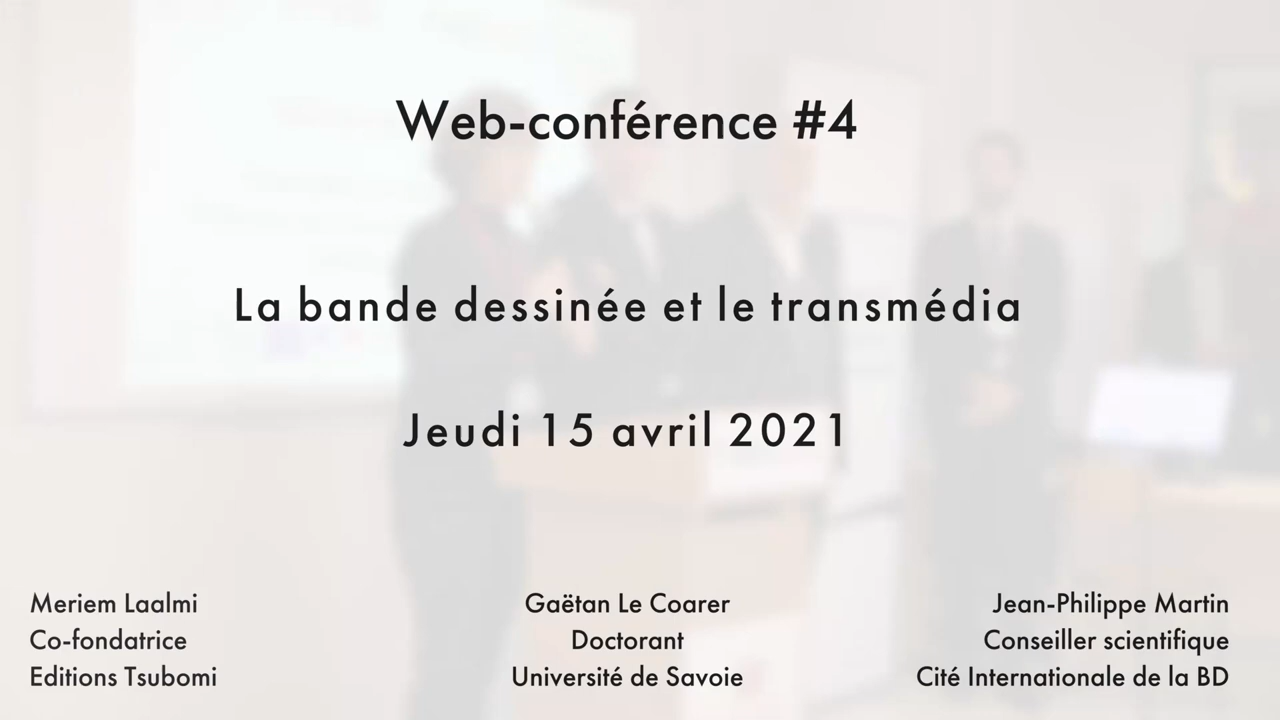 Web-conférence #4
La bande dessinée et le transmédia
Jeudi 15 avril 2021
Meriem Laalmi
Co-fondatrice
Editions Tsubomi
Gaëtan Le Coarer
Doctorant
Université de Savoie
Jean-Philippe Martin
Conseiller scientifique
Cité Internationale de la BD